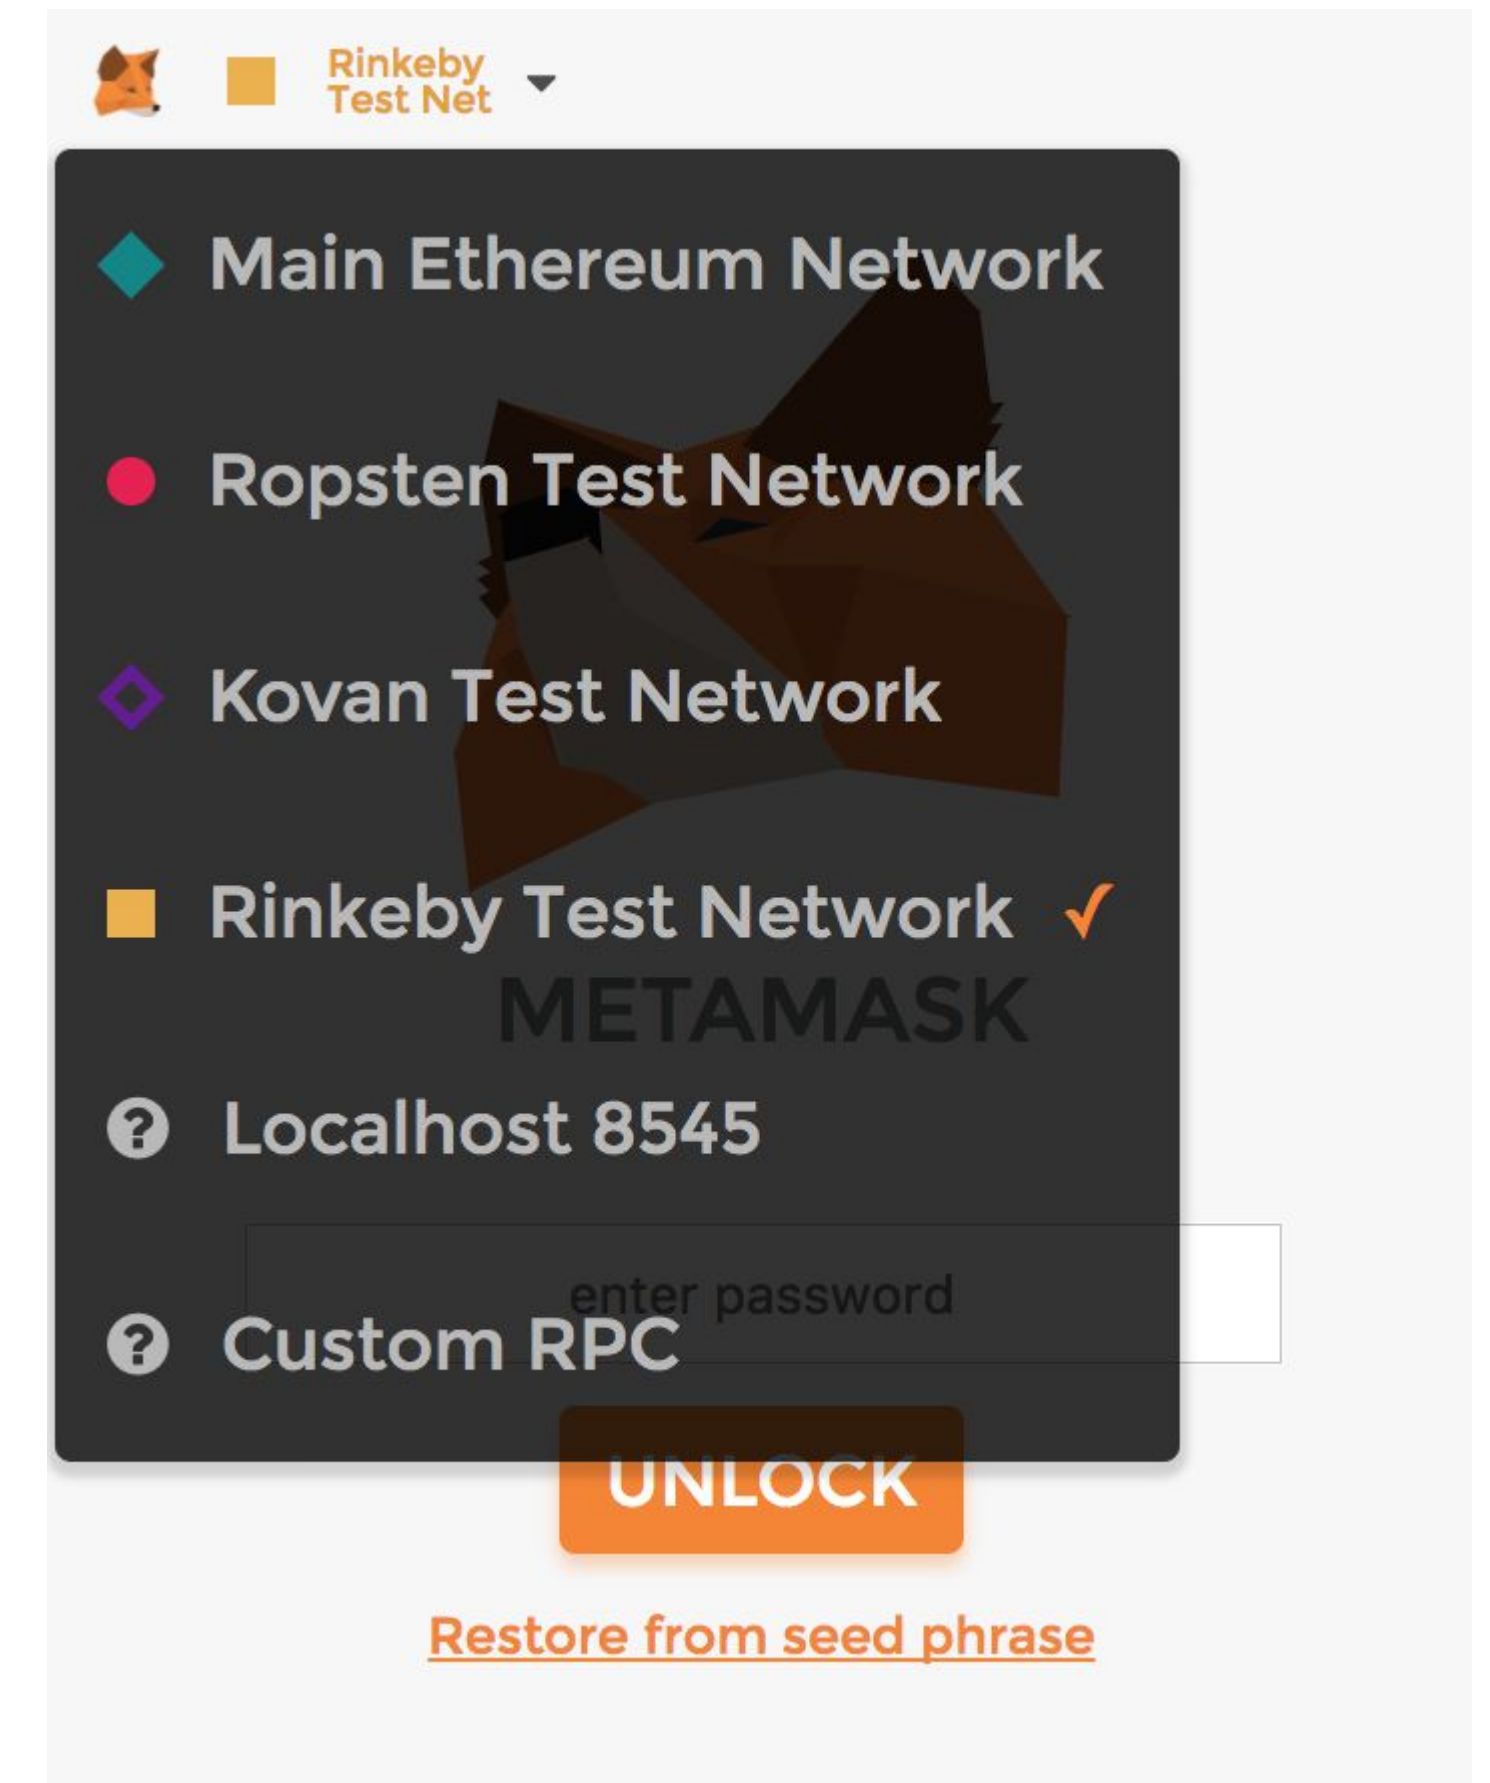 Rinkeby
Test Net
Main Ethereum Network
Ropsten Test Network
Kovan Test Network
Rinkeby Test Network ✓
METAMASK
Localhost 8545
enter password
Custom RPC
UNLOCK
Restore from seed phrase